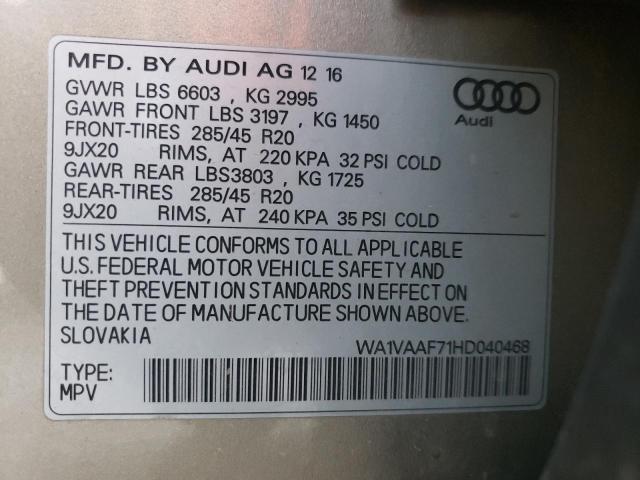 MFD. BY AUDI AG 12 16
GVWR LBS 6603 , KG 2995
GAWR FRONT LBS 3197 , KG 1450
FRONT-TIRES 285/45 R20
9JX20 RIMS, AT 220 KPA 32 PSI COLD
GAWR REAR LBS3803 , KG 1725
REAR-TIRES 285/45 R20
9JX20 RIMS, AT 240 KPA 35 PSI COLD
Audi
THIS VEHICLE CONFORMS TO ALL APPLICABLE
U.S. FEDERAL MOTOR VEHICLE SAFETY AND
THEFT PREVENTION STANDARDS IN EFFECT ON
THE DATE OF MANUFACTURE SHOWN ABOVE.
SLOVAKIA
WA1VAAF71HD040468
TYPE:
MPV